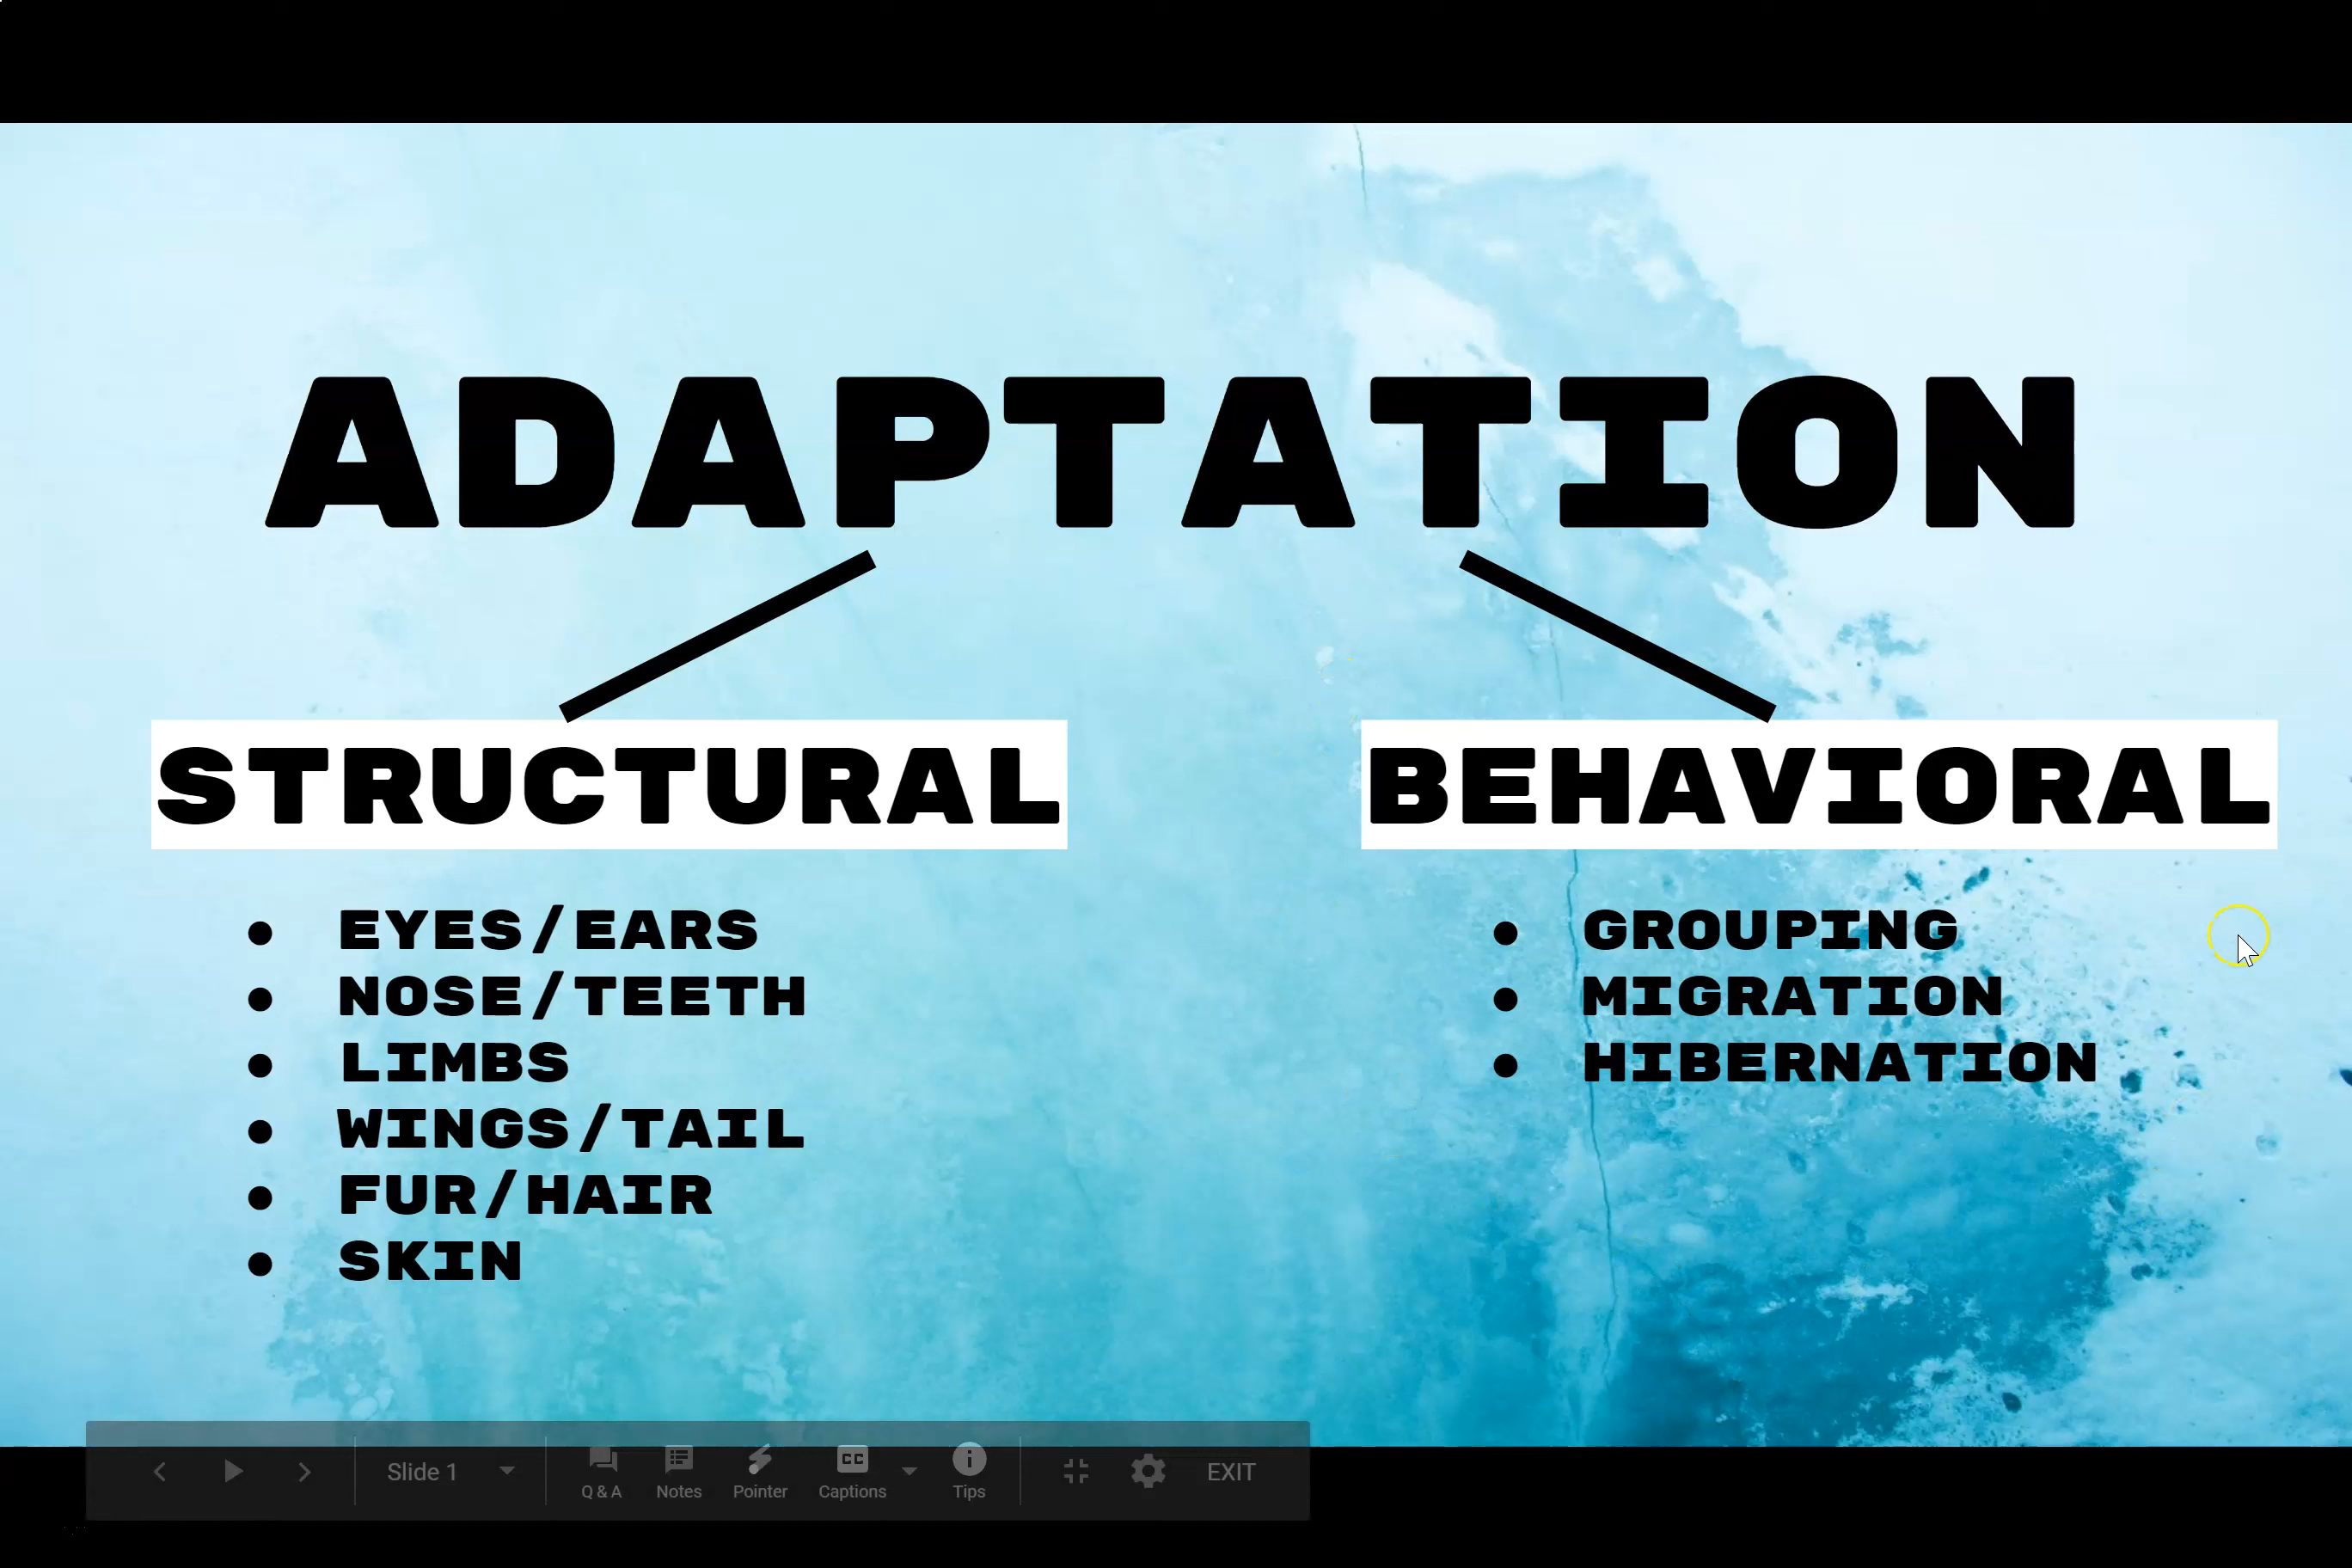 ADAPTATION
STRUCTURAL
● EYES/EARS
● NOSE/TEETH
● LIMBS
● WINGS/TAIL
● FUR/HAIR
● SKIN
BEHAVIORAL
● GROUPING
● MIGRATION
● HIBERNATION
Slide 1
Q & A
Notes
Pointer
CC
Captions
Tips
EXIT